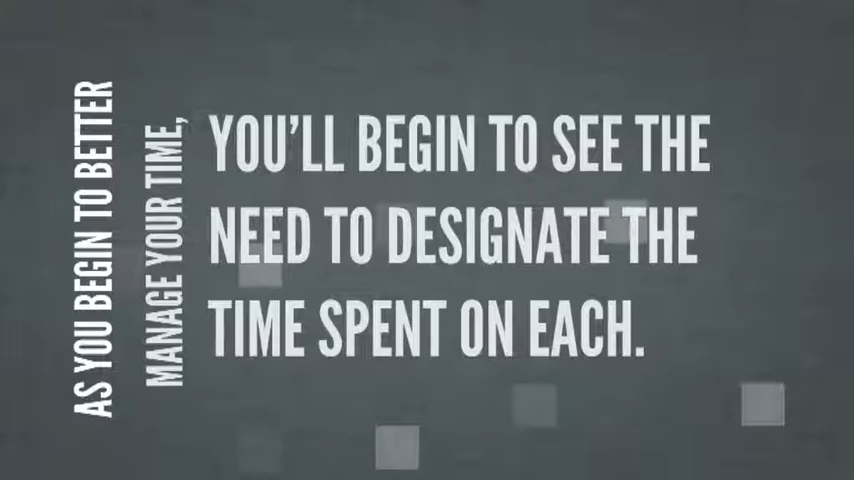 AS YOU BEGIN TO BETTER
MANAGE YOUR TIME,
YOU'LL BEGIN TO SEE THE
NEED TO DESIGNATE THE
TIME SPENT ON EACH.